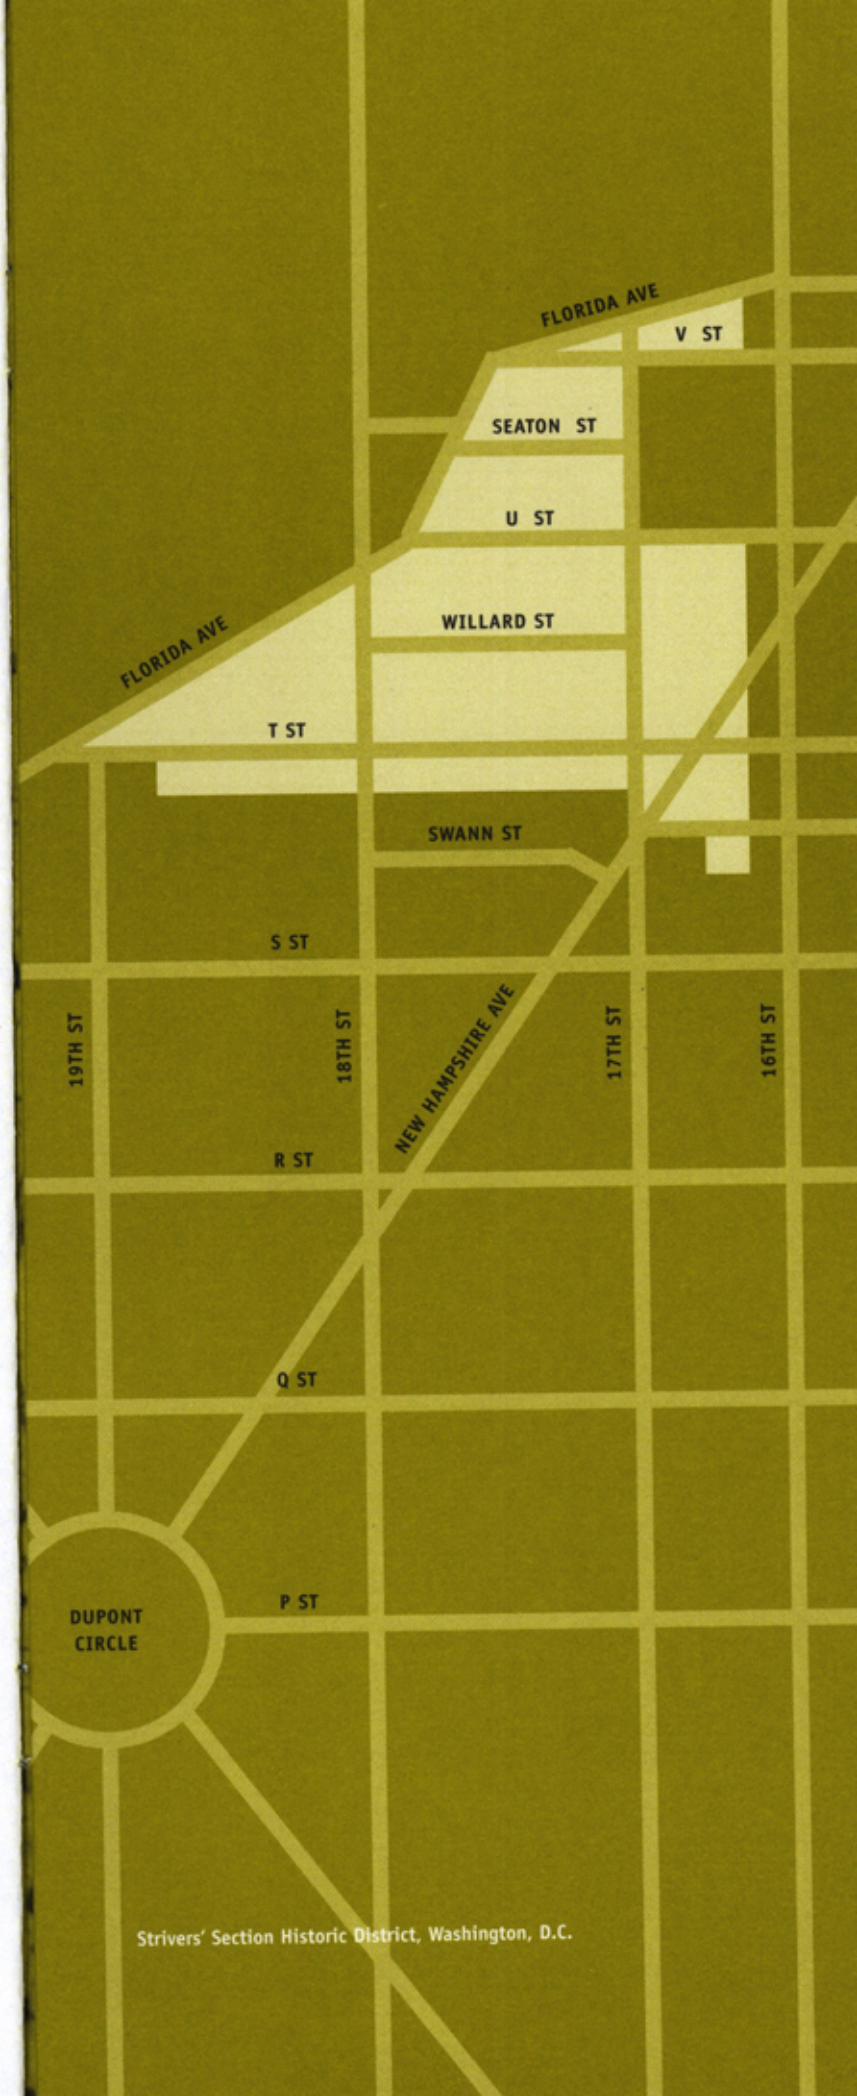 FLORIDA AVE
V ST
SEATON ST
U ST
WILLARD ST
FLORIDA AVE
T ST
SWANN ST
S ST
19TH ST
18TH ST
NEW HAMPSHIRE AVE
17TH ST
16TH ST
R ST
Q ST
P ST
DUPONT
CIRCLE
Strivers' Section Historic District, Washington, D.C.